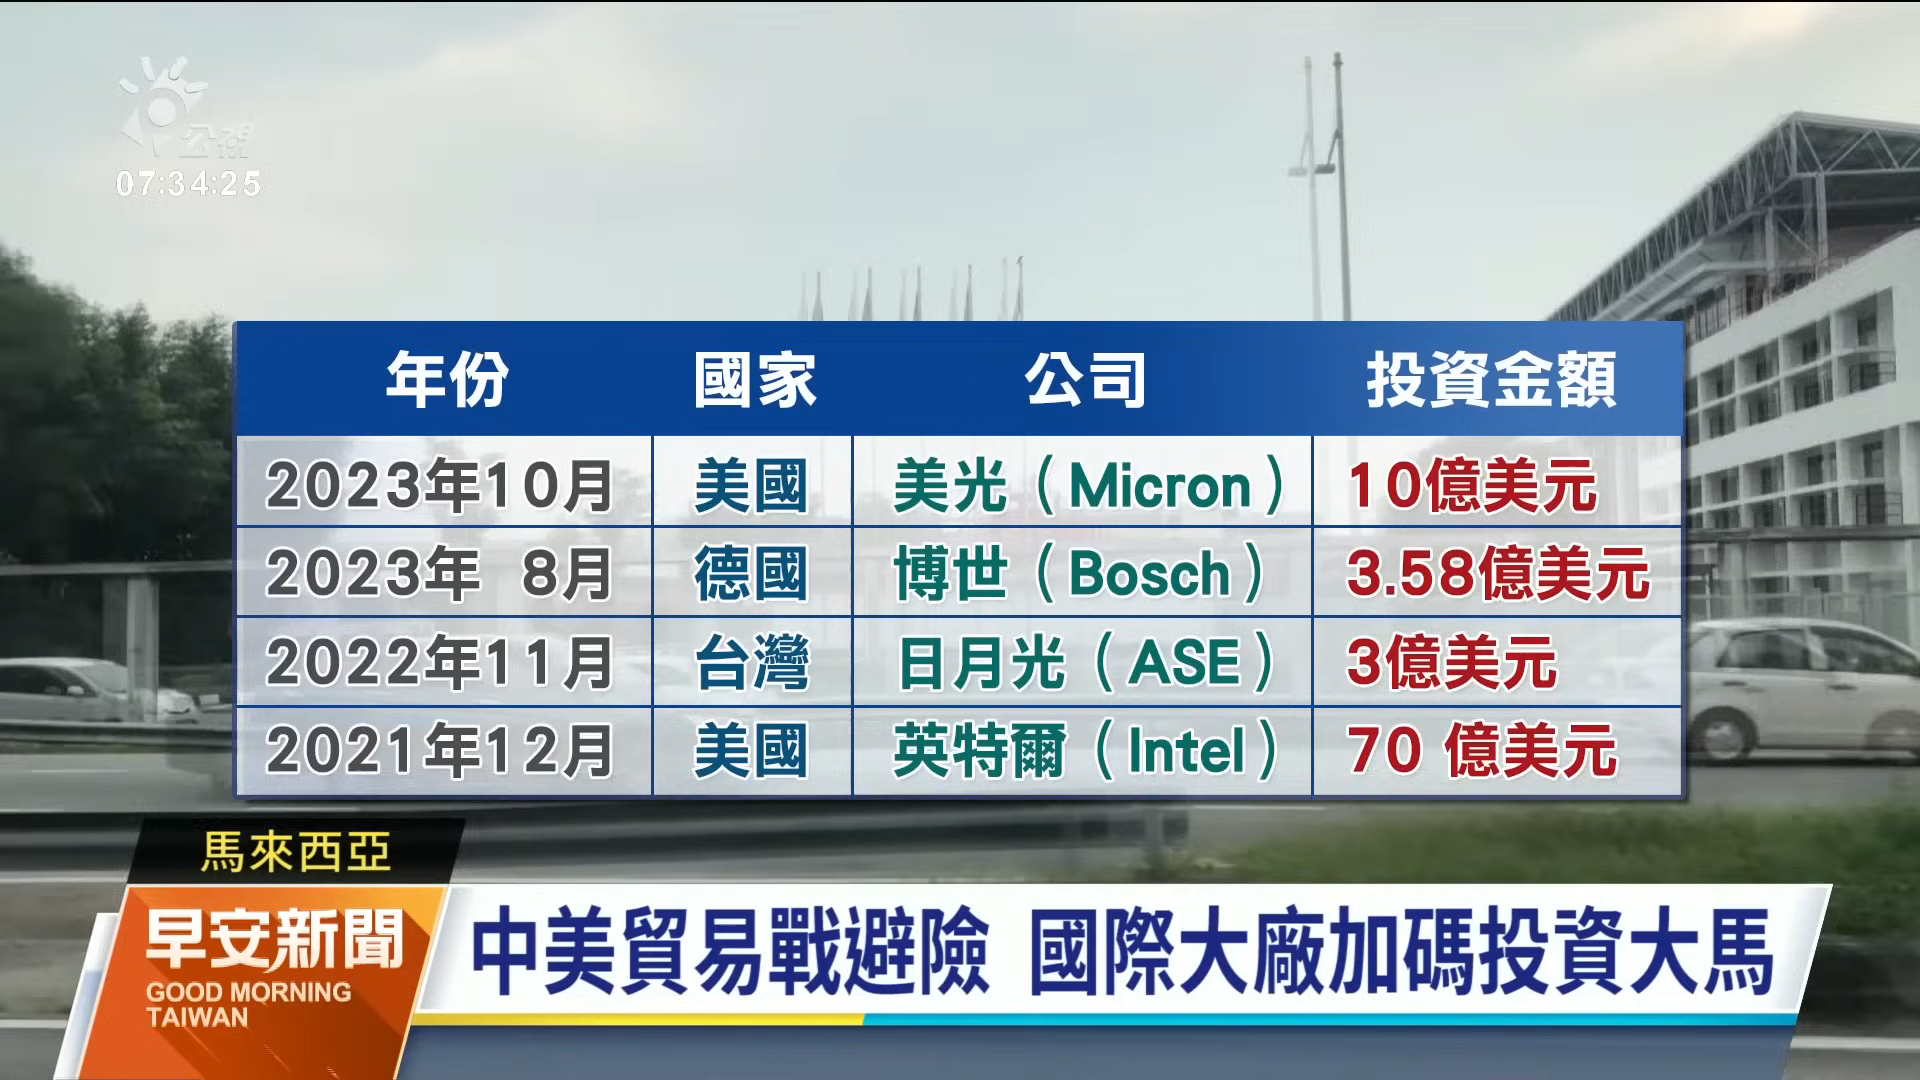 公視
07:34:25
年份 國家 公司 投資金額
2023年10月 美國 美光（Micron） 10億美元
2023年 8月 德國 博世（Bosch） 3.58億美元
2022年11月 台灣 日月光（ASE） 3億美元
2021年12月 美國 英特爾（Intel） 70 億美元
馬來西亞
早安新聞
GOOD MORNING
TAIWAN
中美貿易戰避險 國際大廠加碼投資大馬